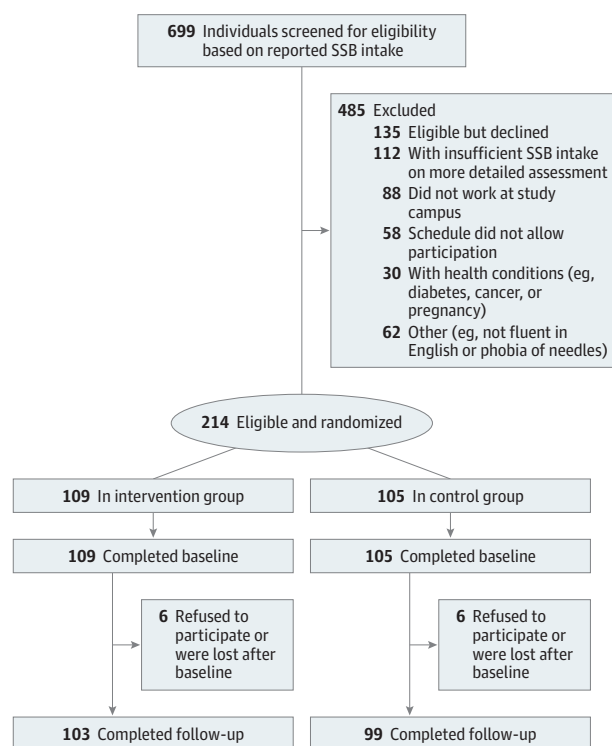 699 Individuals screened for eligibility
based on reported SSB intake
485 Excluded
135 Eligible but declined
112 With insufficient SSB intake
on more detailed assessment
88 Did not work at study
campus
58 Schedule did not allow
participation
30 With health conditions (eg,
diabetes, cancer, or
pregnancy)
62 Other (eg, not fluent in
English or phobia of needles)
214 Eligible and randomized
109 In intervention group
105 In control group
109 Completed baseline
105 Completed baseline
6 Refused to
participate or
were lost after
baseline
6 Refused to
participate or
were lost after
baseline
103 Completed follow-up
99 Completed follow-up